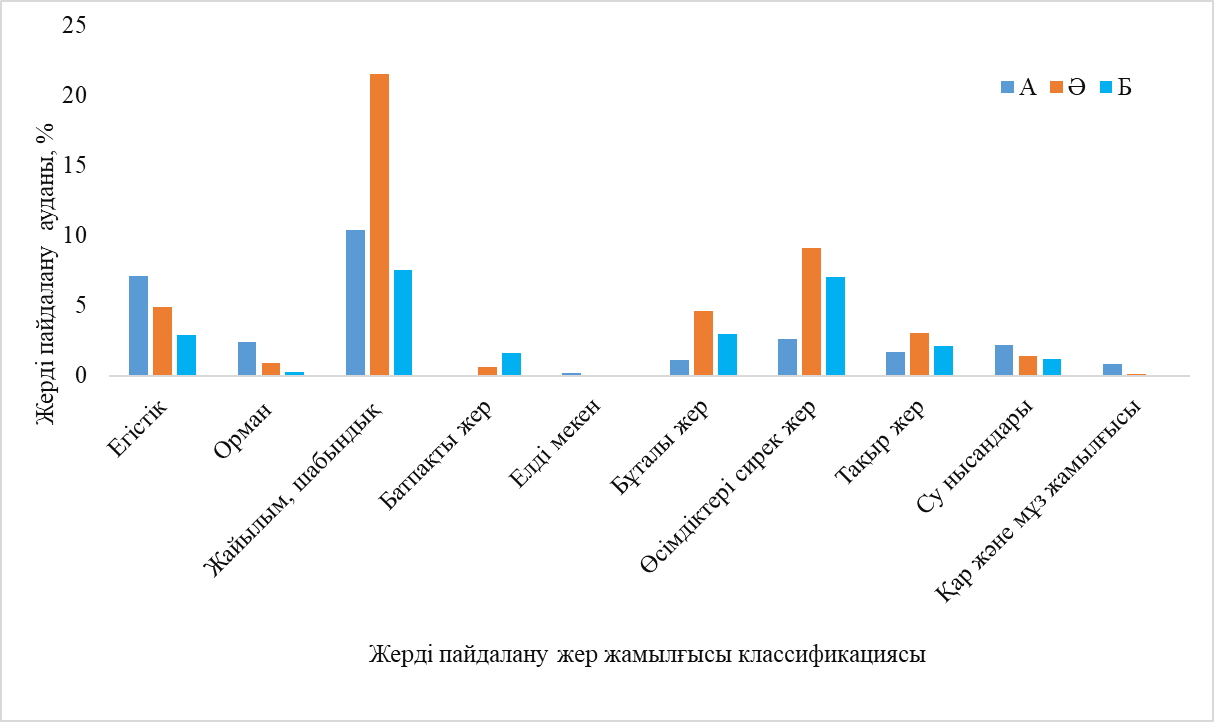 25
20
15
10
5
0
Жерді пайдалану ауданы, %
А Ә Б
Егістік
Орман
Жайылым, шабындық
Батпақты жер
Елді мекен
Бұталы жер
Өсімдіктері сирек жер
Тақыр жер
Су нысандары
Қар және мұз жамылғысы
Жерді пайдалану жер жамылғысы классификациясы